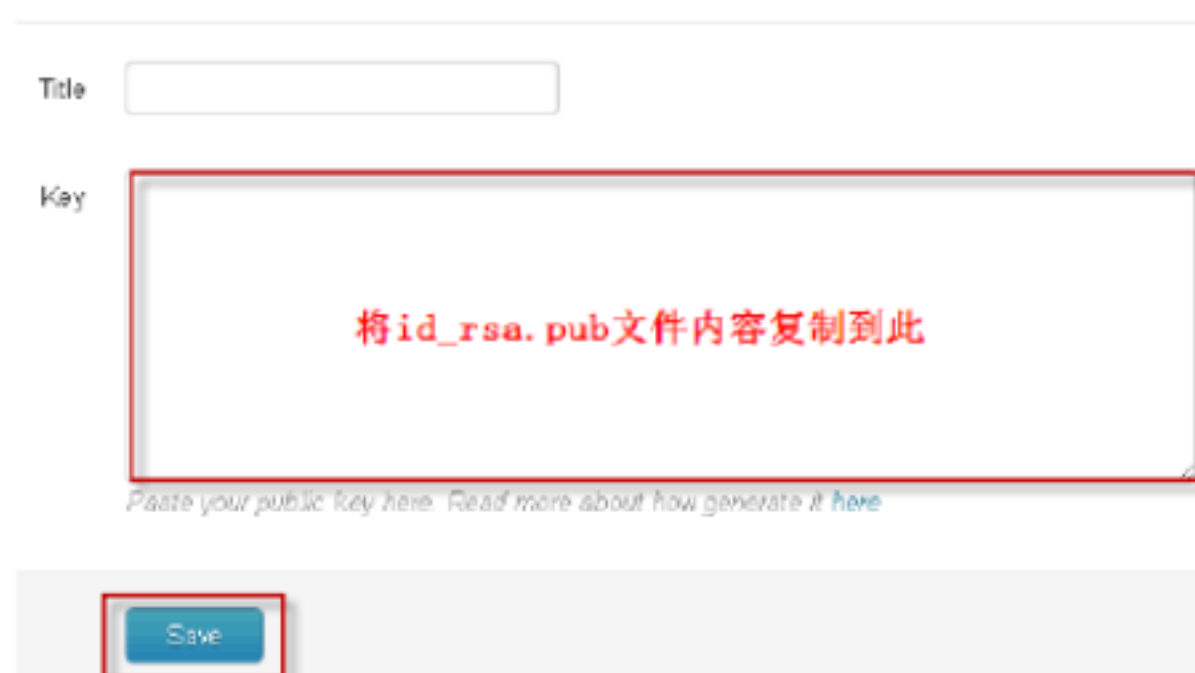 Title
Key
将id_rsa.pub文件内容复制到此
Paste your public key here. Read more about how generate it here
Save